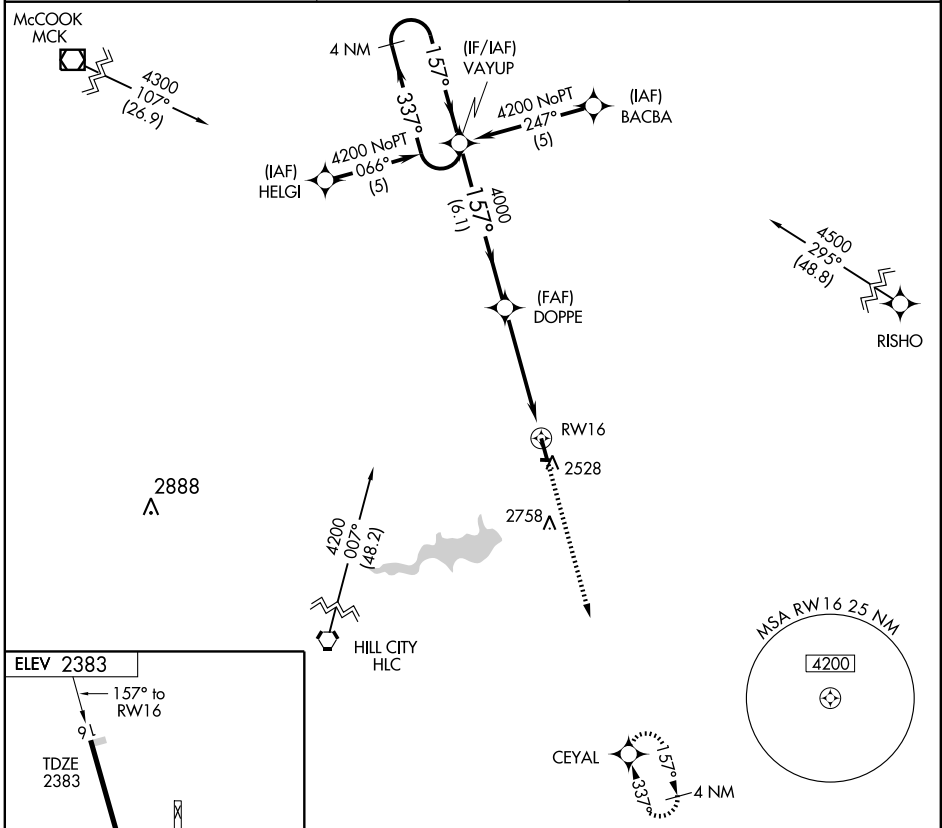 McCOOK
MCK
4300
107°
(26.9)
4 NM
157°
337°
(IF/IAF)
VAYUP
4200 NoPT
247°
(5)
(IAF)
BACBA
4200 NoPT
066°
(5)
(IAF)
HELGI
4000
157°
(6.1)
4500
295°
(48.8)
RISHO
(FAF)
DOPPE
RW16
2528
2758
2888
4200
007°
(48.2)
HILL CITY
HLC
MSA RW16 25 NM
4200
ELEV 2383
157° to
RW16
16
TDZE
2383
X
CEYAL
157°
337°
4 NM